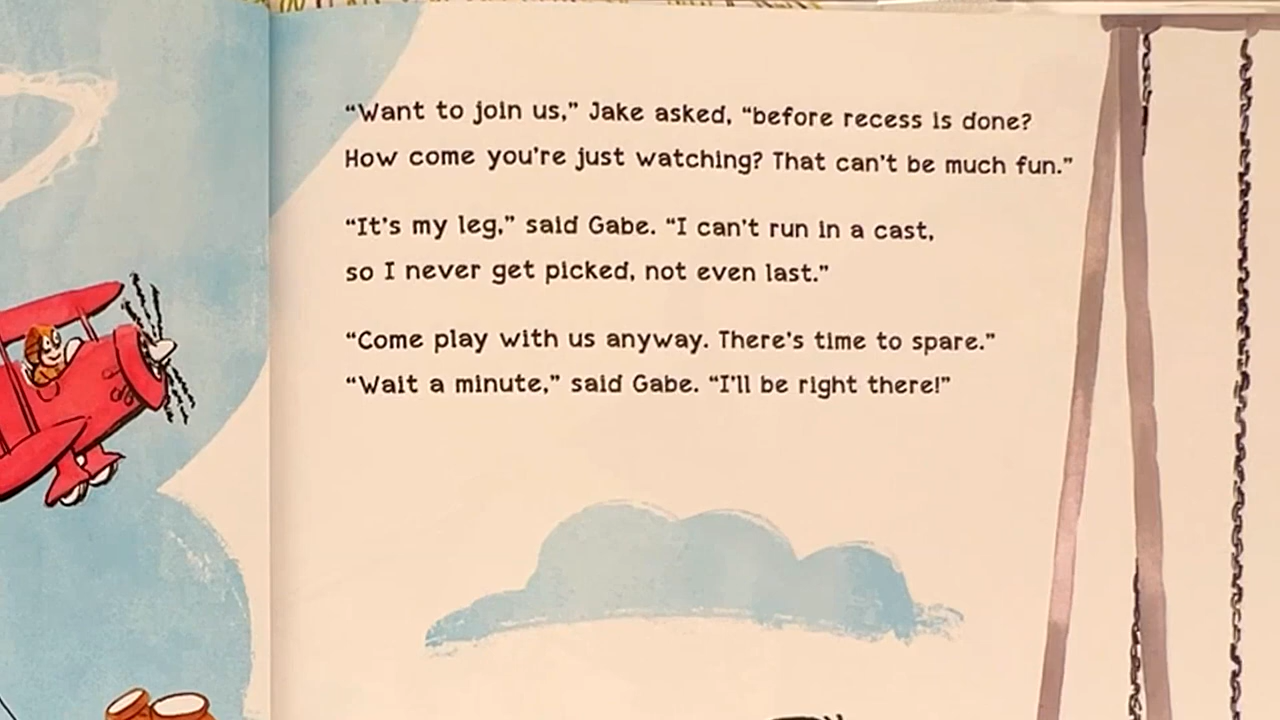 “Want to join us,” Jake asked, “before recess is done?
How come you’re just watching? That can’t be much fun.”
“It’s my leg,” said Gabe. “I can’t run in a cast,
so I never get picked, not even last.”
“Come play with us anyway. There’s time to spare.”
“Wait a minute,” said Gabe. “I’ll be right there!”